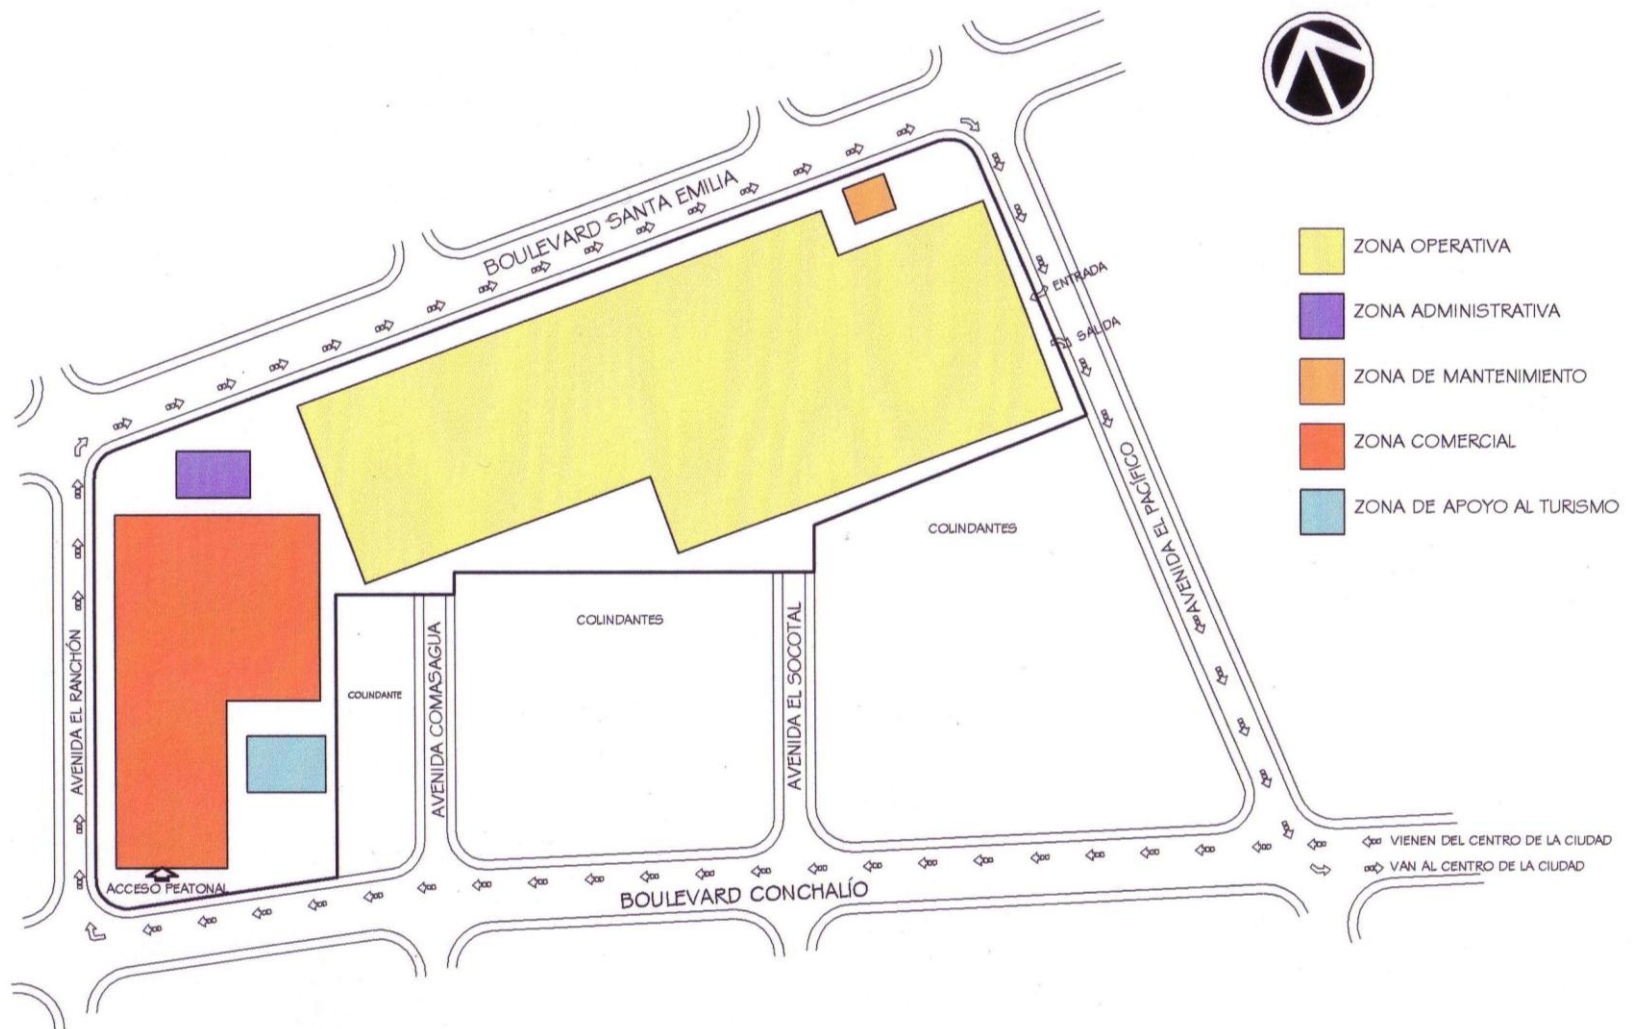 BOULEVARD SANTA EMILIA
ENTRADA
SALIDA
ZONA OPERATIVA
ZONA ADMINISTRATIVA
ZONA DE MANTENIMIENTO
ZONA COMERCIAL
ZONA DE APOYO AL TURISMO
AVENIDA EL PACÍFICO
COLINDANTES
COLINDANTES
COLINDANTE
AVENIDA EL RANCHÓN
AVENIDA COMASAGUA
AVENIDA EL SOCOTAL
ACCESO PEATONAL
BOULEVARD CONCHALÍO
VIENEN DEL CENTRO DE LA CIUDAD
VAN AL CENTRO DE LA CIUDAD